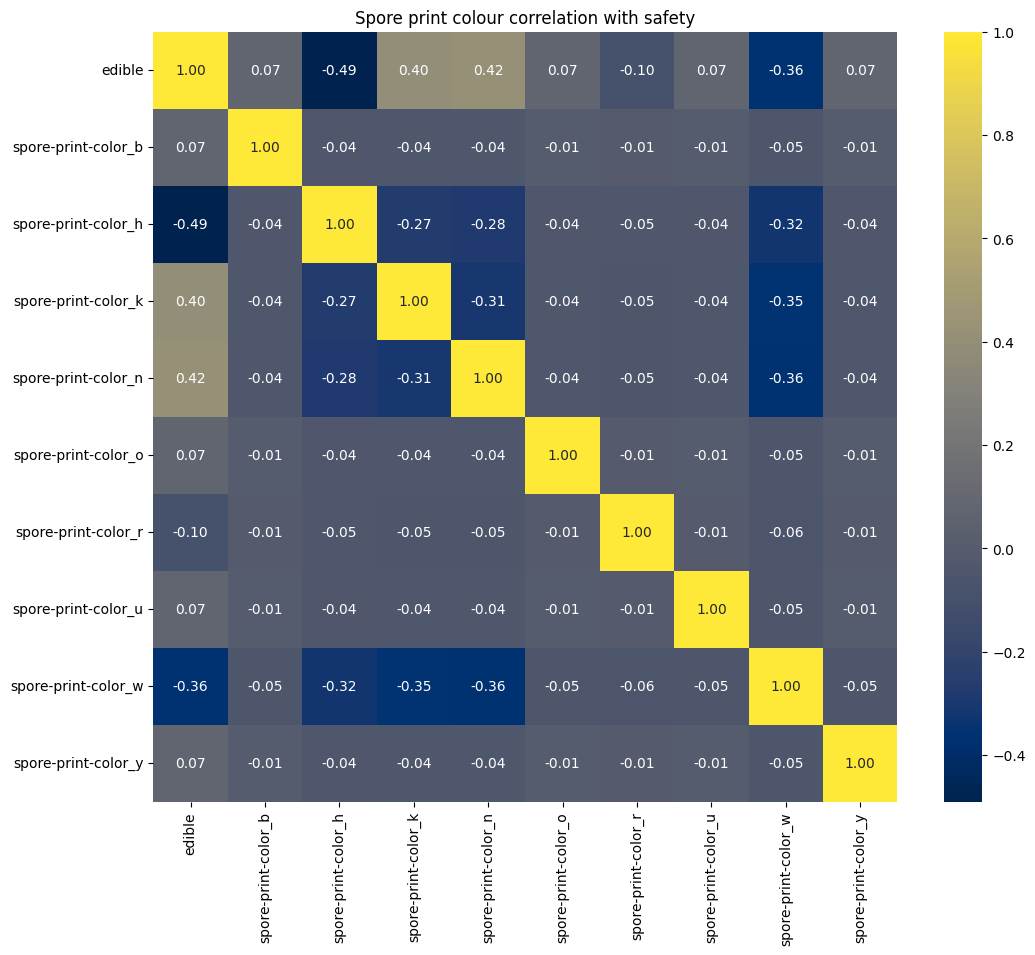 Spore print colour correlation with safety
edible 1.00 0.07 -0.49 0.40 0.42 0.07 -0.10 0.07 -0.36 0.07
spore-print-color_b 0.07 1.00 -0.04 -0.04 -0.04 -0.01 -0.01 -0.01 -0.05 -0.01
spore-print-color_h -0.49 -0.04 1.00 -0.27 -0.28 -0.04 -0.05 -0.04 -0.32 -0.04
spore-print-color_k 0.40 -0.04 -0.27 1.00 -0.31 -0.04 -0.05 -0.04 -0.35 -0.04
spore-print-color_n 0.42 -0.04 -0.28 -0.31 1.00 -0.04 -0.05 -0.04 -0.36 -0.04
spore-print-color_o 0.07 -0.01 -0.04 -0.04 -0.04 1.00 -0.01 -0.01 -0.05 -0.01
spore-print-color_r -0.10 -0.01 -0.05 -0.05 -0.05 -0.01 1.00 -0.01 -0.06 -0.01
spore-print-color_u 0.07 -0.01 -0.04 -0.04 -0.04 -0.01 -0.01 1.00 -0.05 -0.01
spore-print-color_w -0.36 -0.05 -0.32 -0.35 -0.36 -0.05 -0.06 -0.05 1.00 -0.05
spore-print-color_y 0.07 -0.01 -0.04 -0.04 -0.04 -0.01 -0.01 -0.01 -0.05 1.00
edible
spore-print-color_b
spore-print-color_h
spore-print-color_k
spore-print-color_n
spore-print-color_o
spore-print-color_r
spore-print-color_u
spore-print-color_w
spore-print-color_y
1.0
0.8
0.6
0.4
0.2
0.0
−0.2
−0.4